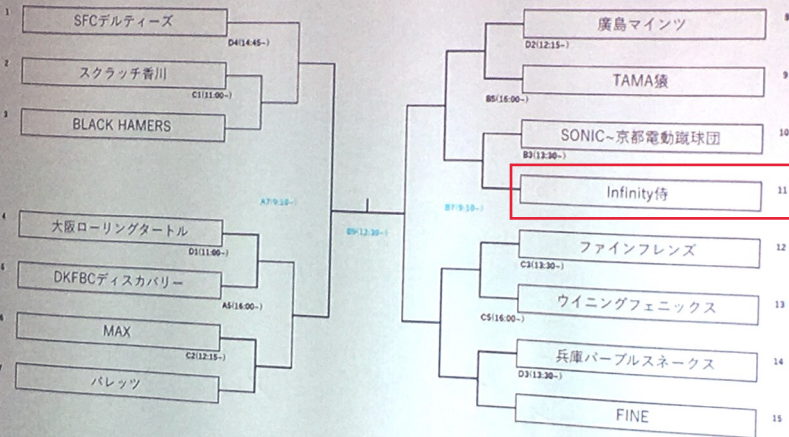 1
SFCデルティーズ
D4(14:45~)
2
スクラッチ香川
C1(11:00~)
3
BLACK HAMERS
A7(9:10~)
4
大阪ローリングタートル
D1(11:00~)
5
DKFBCディスカバリー
A5(16:00~)
6
MAX
C2(12:15~)
バレッツ
B9(12:30~)
8
廣島マインツ
D2(12:15~)
9
TAMA猿
B5(16:00~)
10
SONIC~京都電動蹴球団
B3(13:30~)
11
Infinity侍
B7(9:10~)
12
ファインフレンズ
C3(13:30~)
13
ウイニングフェニックス
C5(16:00~)
14
兵庫パープルスネークス
D3(13:30~)
FINE
15